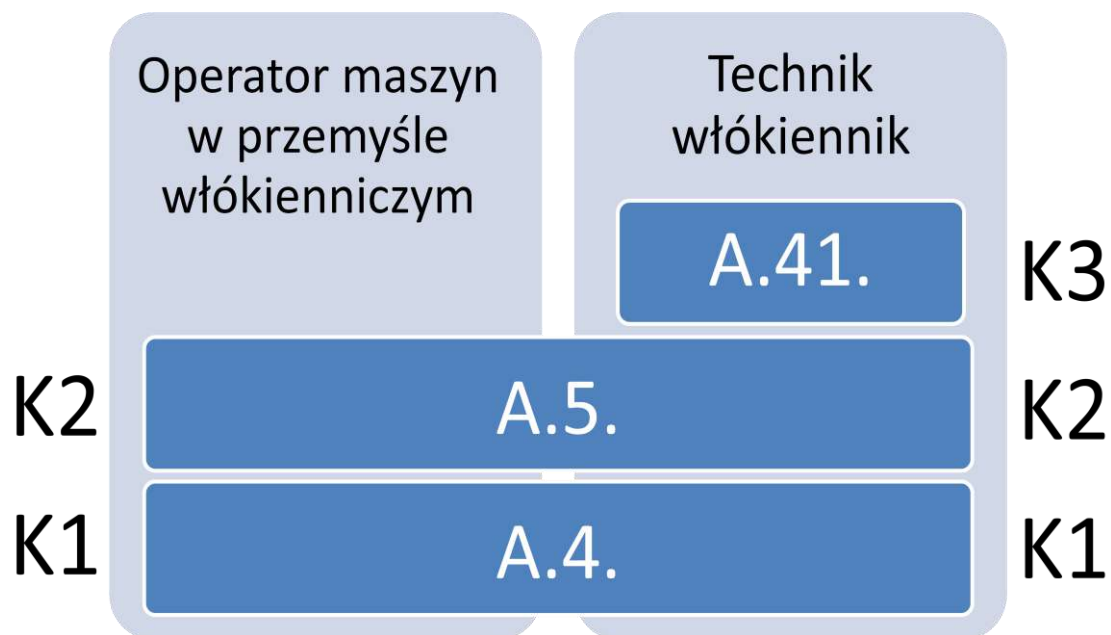 Operator maszyn
w przemyśle
włókienniczym
Technik
włókiennik
A.41.
K3
K2
A.5.
K2
K1
A.4.
K1